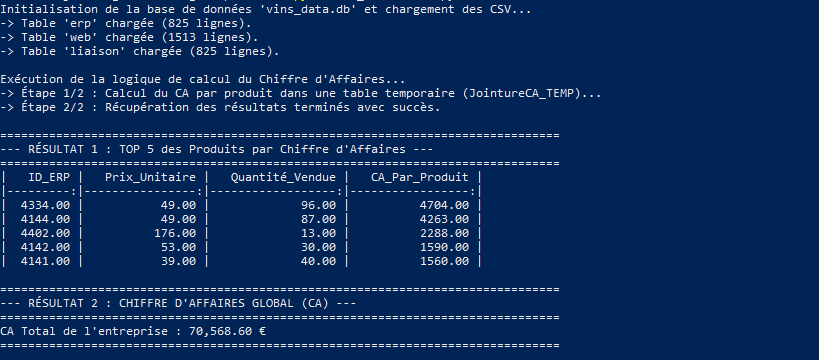 Initialisation de la base de données 'vins_data.db' et chargement des CSV...
-> Table 'erp' chargée (825 lignes).
-> Table 'web' chargée (1513 lignes).
-> Table 'liaison' chargée (825 lignes).
Exécution de la logique de calcul du Chiffre d'Affaires...
-> Étape 1/2 : Calcul du CA par produit dans une table temporaire (JointureCA_TEMP)...
-> Étape 2/2 : Récupération des résultats terminés avec succès.
================================================================================
--- RÉSULTAT 1 : TOP 5 des Produits par Chiffre d'Affaires ---
================================================================================
|   ID_ERP |   Prix_Unitaire |   Quantité_Vendue |   CA_Par_Produit |
|---------:|----------------:|------------------:|-----------------:|
|  4334.00 |           49.00 |             96.00 |          4704.00 |
|  4144.00 |           49.00 |             87.00 |          4263.00 |
|  4402.00 |          176.00 |             13.00 |          2288.00 |
|  4142.00 |           53.00 |             30.00 |          1590.00 |
|  4141.00 |           39.00 |             40.00 |          1560.00 |
================================================================================
--- RÉSULTAT 2 : CHIFFRE D'AFFAIRES GLOBAL (CA) ---
================================================================================
CA Total de l'entreprise : 70,568.60 €
================================================================================